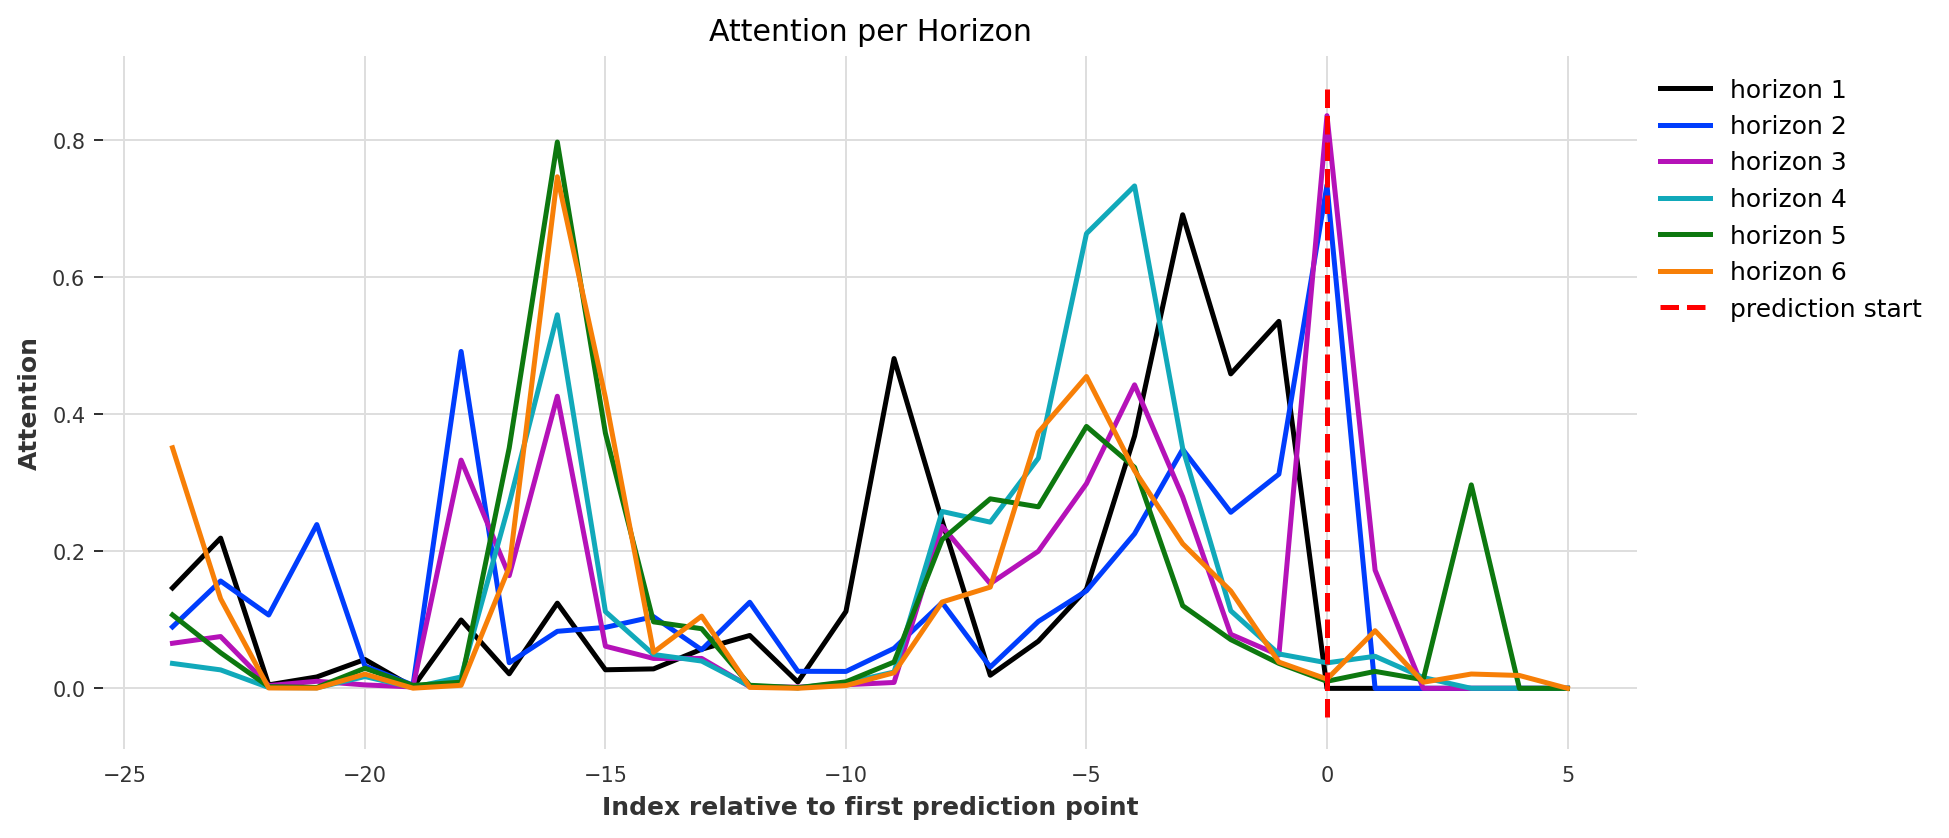 Attention per Horizon
horizon 1
horizon 2
horizon 3
horizon 4
horizon 5
horizon 6
prediction start
Attention
0.8
0.6
0.4
0.2
0.0
−25 −20 −15 −10 −5 0 5
Index relative to first prediction point